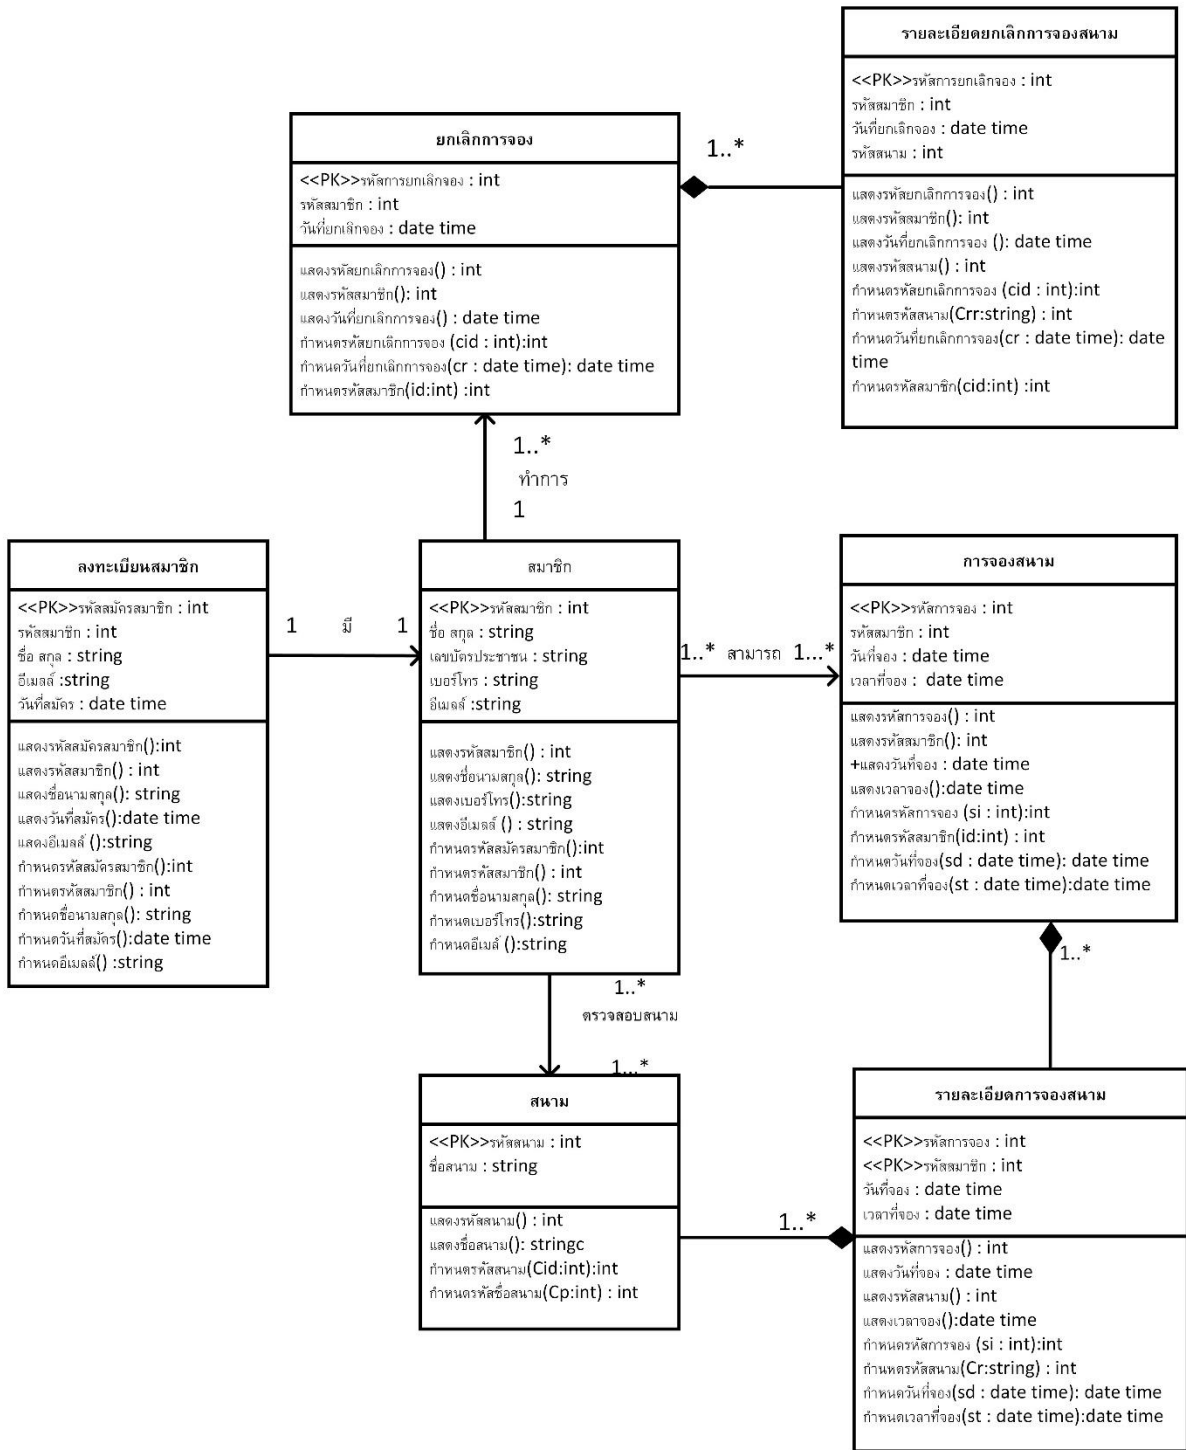 รายละเอียดยกเลิกการจองสนาม
<<PK>>รหัสการยกเลิกจอง : int
รหัสสมาชิก : int
วันที่ยกเลิกจอง : date time
รหัสสนาม : int
แสดงรหัสยกเลิกการจอง() : int
แสดงรหัสสมาชิก(): int
แสดงวันที่ยกเลิกการจอง (): date time
แสดงรหัสสนาม() : int
กำหนดรหัสยกเลิกการจอง (cid : int):int
กำหนดรหัสสนาม(Crr:string) : int
กำหนดวันที่ยกเลิกการจอง(cr : date time): date
time
กำหนดรหัสสมาชิก(cid:int) :int
1..*
ยกเลิกการจอง
<<PK>>รหัสการยกเลิกจอง : int
รหัสสมาชิก : int
วันที่ยกเลิกจอง : date time
แสดงรหัสยกเลิกการจอง() : int
แสดงรหัสสมาชิก(): int
แสดงวันที่ยกเลิกการจอง() : date time
กำหนดรหัสยกเลิกการจอง (cid : int):int
กำหนดวันที่ยกเลิกการจอง(cr : date time): date time
กำหนดรหัสสมาชิก(id:int) :int
1..*
ทำการ
1
ลงทะเบียนสมาชิก
<<PK>>รหัสสมัครสมาชิก : int
รหัสสมาชิก : int
ชื่อ สกุล : string
อีเมลล์ :string
วันที่สมัคร : date time
แสดงรหัสสมัครสมาชิก():int
แสดงรหัสสมาชิก() : int
แสดงชื่อนามสกุล(): string
แสดงวันที่สมัคร():date time
แสดงอีเมลล์ ():string
กำหนดรหัสสมัครสมาชิก():int
กำหนดรหัสสมาชิก() : int
กำหนดชื่อนามสกุล(): string
กำหนดวันที่สมัคร():date time
กำหนดอีเมลล์() :string
1 มี 1
สมาชิก
<<PK>>รหัสสมาชิก : int
ชื่อ สกุล : string
เลขบัตรประชาชน : string
เบอร์โทร : string
อีเมลล์ :string
แสดงรหัสสมาชิก() : int
แสดงชื่อนามสกุล(): string
แสดงเบอร์โทร():string
แสดงอีเมลล์ () : string
กำหนดรหัสสมัครสมาชิก():int
กำหนดรหัสสมาชิก() : int
กำหนดชื่อนามสกุล(): string
กำหนดเบอร์โทร():string
กำหนดอีเมล์ ():string
1..* สามารถ 1...*
การจองสนาม
<<PK>>รหัสการจอง : int
รหัสสมาชิก : int
วันที่จอง : date time
เวลาที่จอง : date time
แสดงรหัสการจอง() : int
แสดงรหัสสมาชิก(): int
+แสดงวันที่จอง : date time
แสดงเวลาจอง():date time
กำหนดรหัสการจอง (si : int):int
กำหนดรหัสสมาชิก(id:int) : int
กำหนดวันที่จอง(sd : date time): date time
กำหนดเวลาที่จอง(st : date time):date time
1..*
1..*
ตรวจสอบสนาม
1...*
สนาม
<<PK>>รหัสสนาม : int
ชื่อสนาม : string
แสดงรหัสสนาม() : int
แสดงชื่อสนาม(): stringc
กำหนดรหัสสนาม(Cid:int):int
กำหนดรหัสชื่อสนาม(Cp:int) : int
1..*
รายละเอียดการจองสนาม
<<PK>>รหัสการจอง : int
<<PK>>รหัสสมาชิก : int
วันที่จอง : date time
เวลาที่จอง : date time
แสดงรหัสการจอง() : int
แสดงวันที่จอง : date time
แสดงรหัสสนาม() : int
แสดงเวลาจอง():date time
กำหนดรหัสการจอง (si : int):int
กำนหดรหัสสนาม(Cr:string) : int
กำหนดวันที่จอง(sd : date time): date time
กำหนดเวลาที่จอง(st : date time):date time